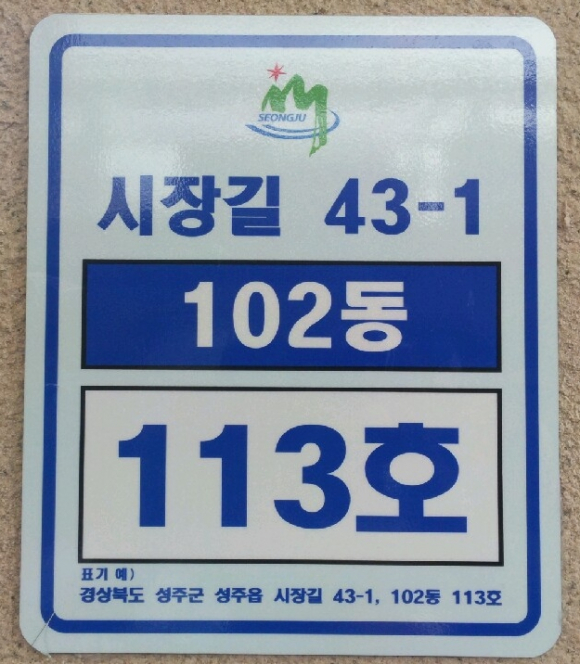 SEONGJU
시장길 43-1
102동
113호
표기 예)
경상북도 성주군 성주읍 시장길 43-1, 102동 113호